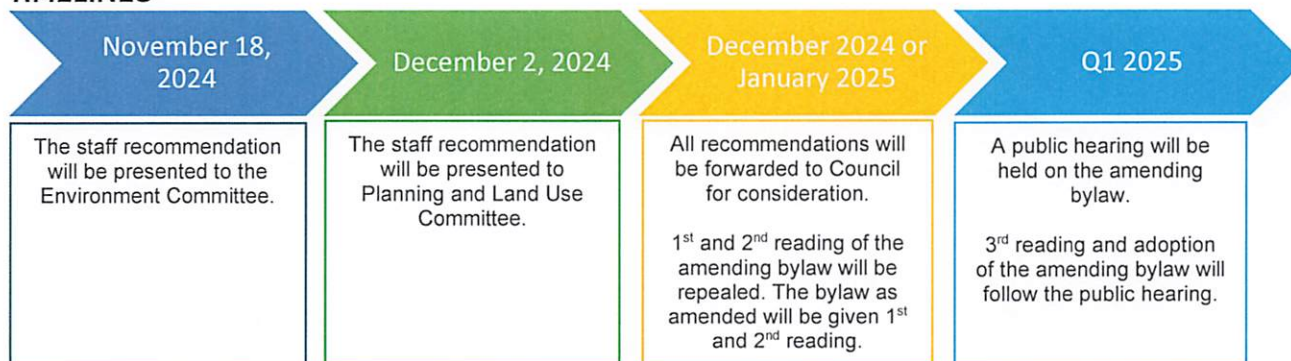 November 18,
2024
December 2, 2024
December 2024 or
January 2025
Q1 2025
The staff recommendation
will be presented to the
Environment Committee.
The staff recommendation
will be presented to
Planning and Land Use
Committee.
All recommendations will
be forwarded to Council
for consideration.
1st and 2nd reading of the
amending bylaw will be
repealed. The bylaw as
amended will be given 1st
and 2nd reading.
A public hearing will be
held on the amending
bylaw.
3rd reading and adoption
of the amending bylaw will
follow the public hearing.